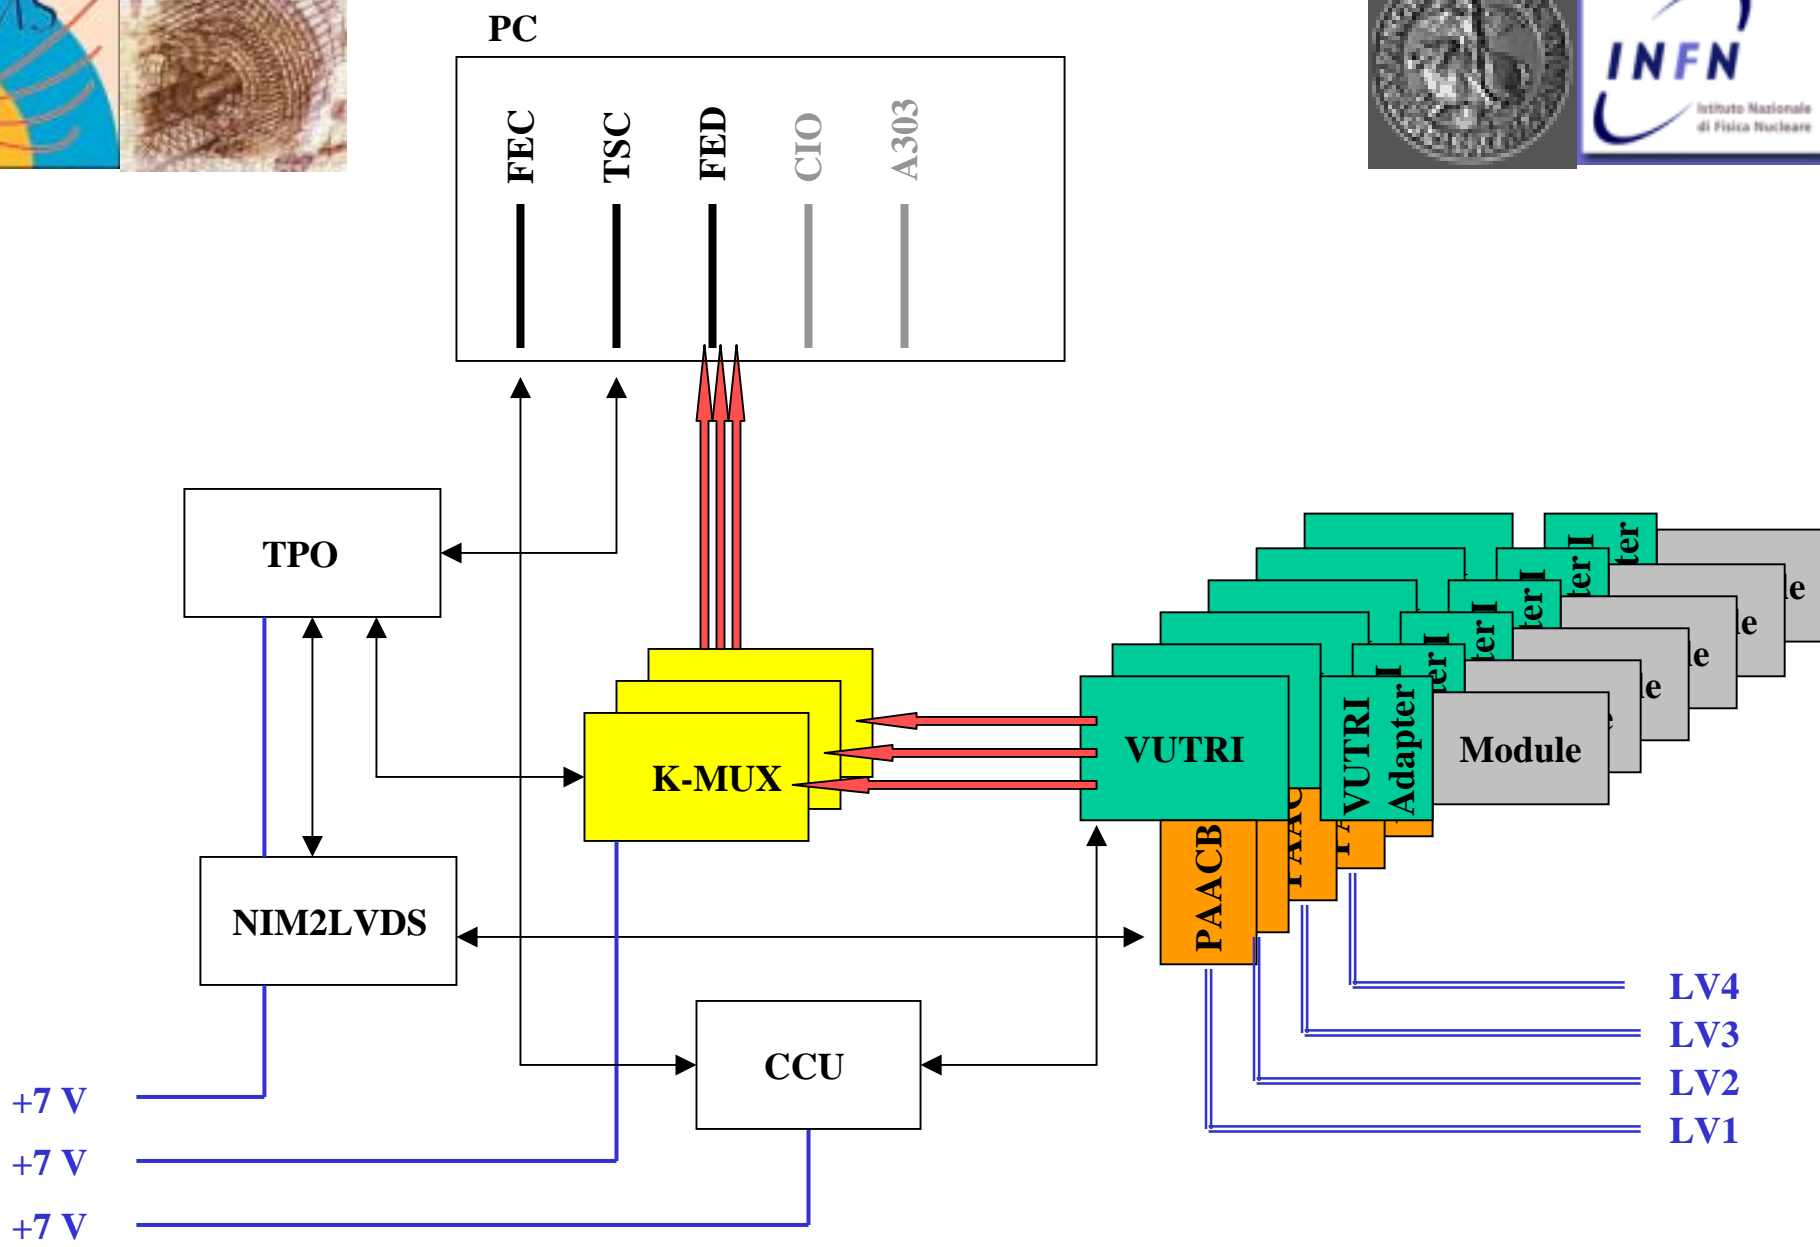 PC
INFN
Istituto Nazionale
di Fisica Nucleare
FEC
TSC
FED
CIO
A303
TPO
K-MUX
VUTRI
VUTRI
Adapter
Module
PAACB
NIM2LVDS
CCU
LV4
LV3
LV2
LV1
+7 V
+7 V
+7 V